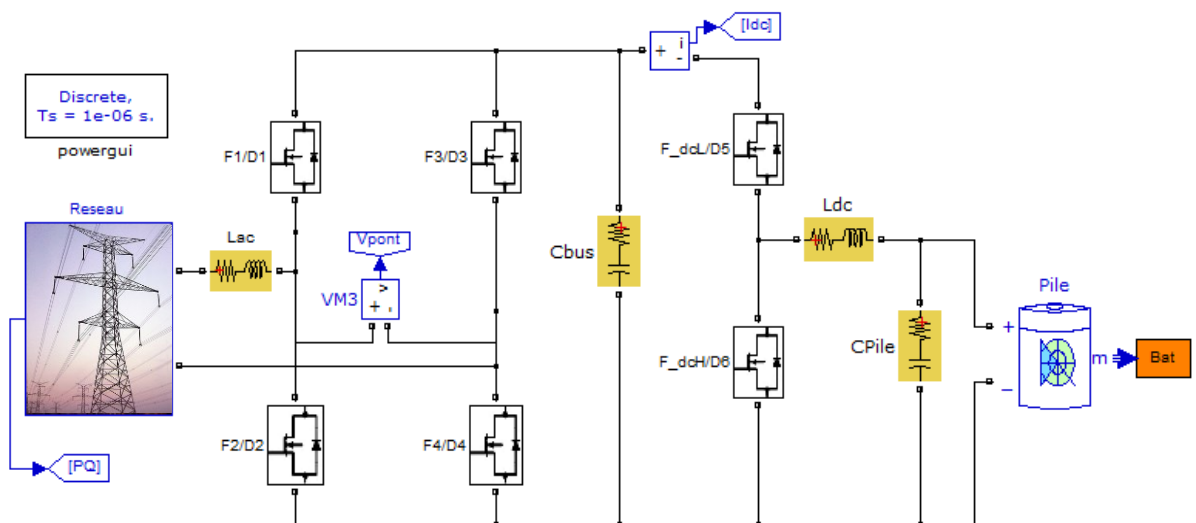 [Idc]
+ i -
Discrete,
Ts = 1e-06 s.
powergui
F1/D1
F3/D3
F_dcL/D5
Reseau
Lac
Vpont
Cbus
Ldc
VM3
v
+ -
Pile
+
CPile
F_dcH/D6
m
Bat
−
F2/D2
F4/D4
[PQ]